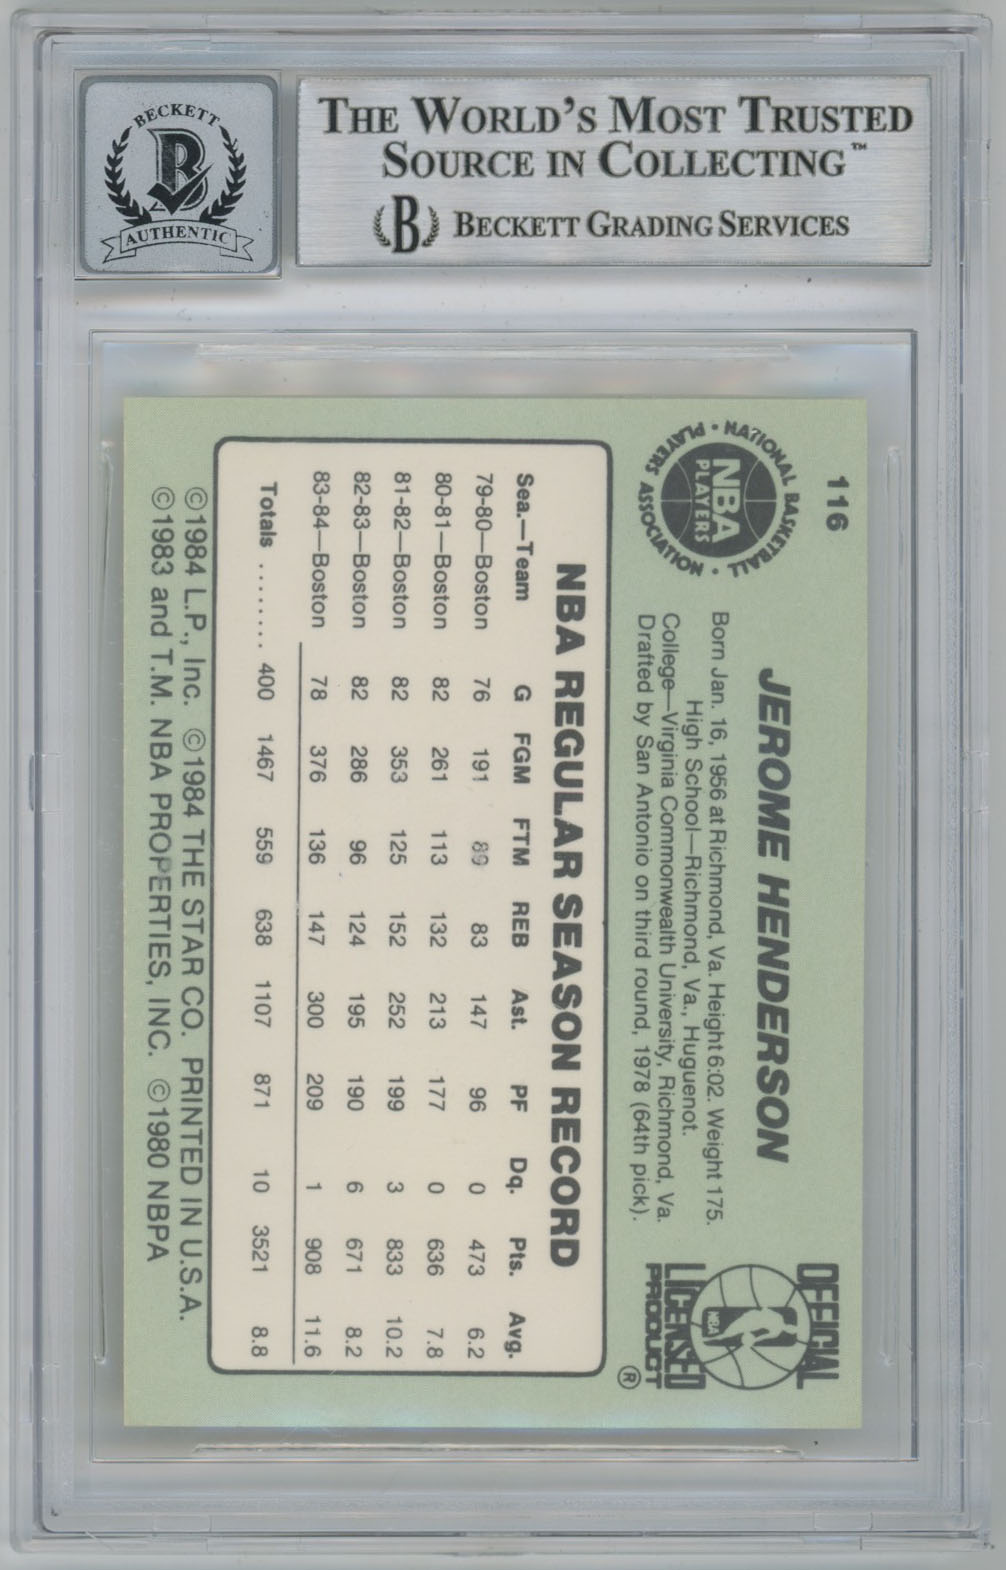 BECKETT
B
AUTHENTIC
THE WORLD'S MOST TRUSTED
SOURCE IN COLLECTING™
B BECKETT GRADING SERVICES
116
NATIONAL BASKETBALL PLAYERS ASSOCIATION
NBA
PLAYERS
JEROME HENDERSON
Born Jan. 16, 1956 at Richmond, Va. Height 6:02. Weight 175.
High School—Richmond, Va., Huguenot.
College—Virginia Commonwealth University, Richmond, Va.
Drafted by San Antonio on third round, 1978 (64th pick).
OFFICIAL
NBA
LICENSED
PRODUCT ®
NBA REGULAR SEASON RECORD
Sea.—Team G FGM FTM REB Ast. PF Dq. Pts. Avg.
79-80—Boston 76 191 89 83 147 96 0 473 6.2
80-81—Boston 82 261 113 132 213 177 0 636 7.8
81-82—Boston 82 353 125 152 252 199 3 833 10.2
82-83—Boston 82 286 96 124 195 190 6 671 8.2
83-84—Boston 78 376 136 147 300 209 1 908 11.6
Totals ....... 400 1467 559 638 1107 871 10 3521 8.8
©1984 L.P., Inc. ©1984 THE STAR CO. PRINTED IN U.S.A.
©1983 and T.M. NBA PROPERTIES, INC. ©1980 NBPA